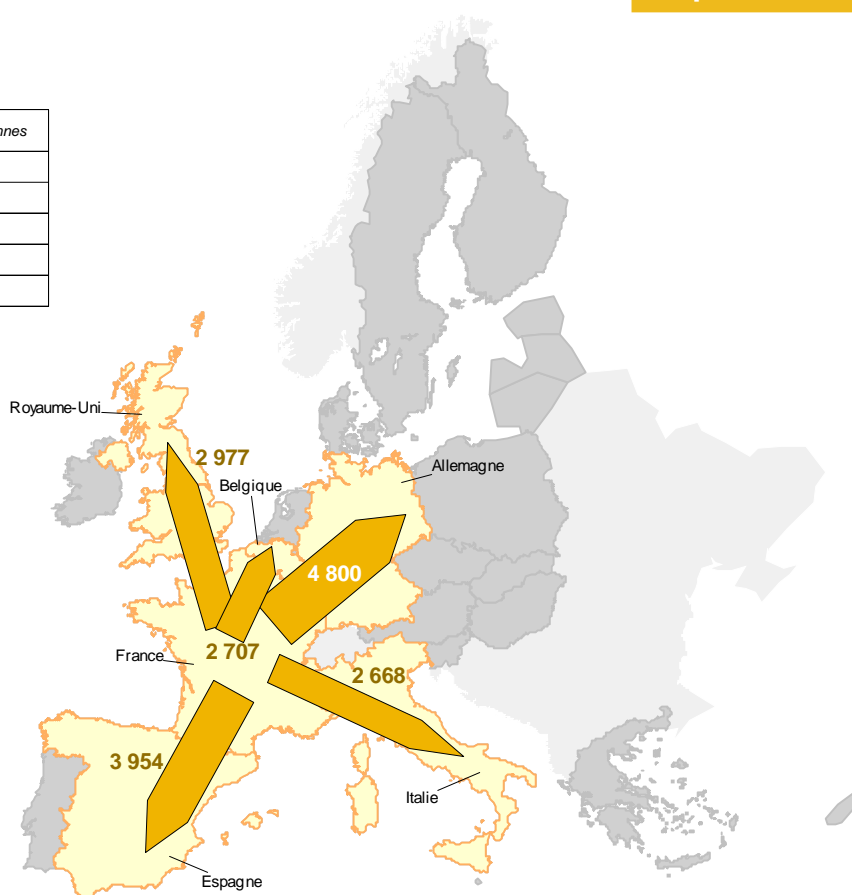 nnes
Royaume-Uni
2 977
Belgique
Allemagne
4 800
France
2 707
2 668
3 954
Italie
Espagne